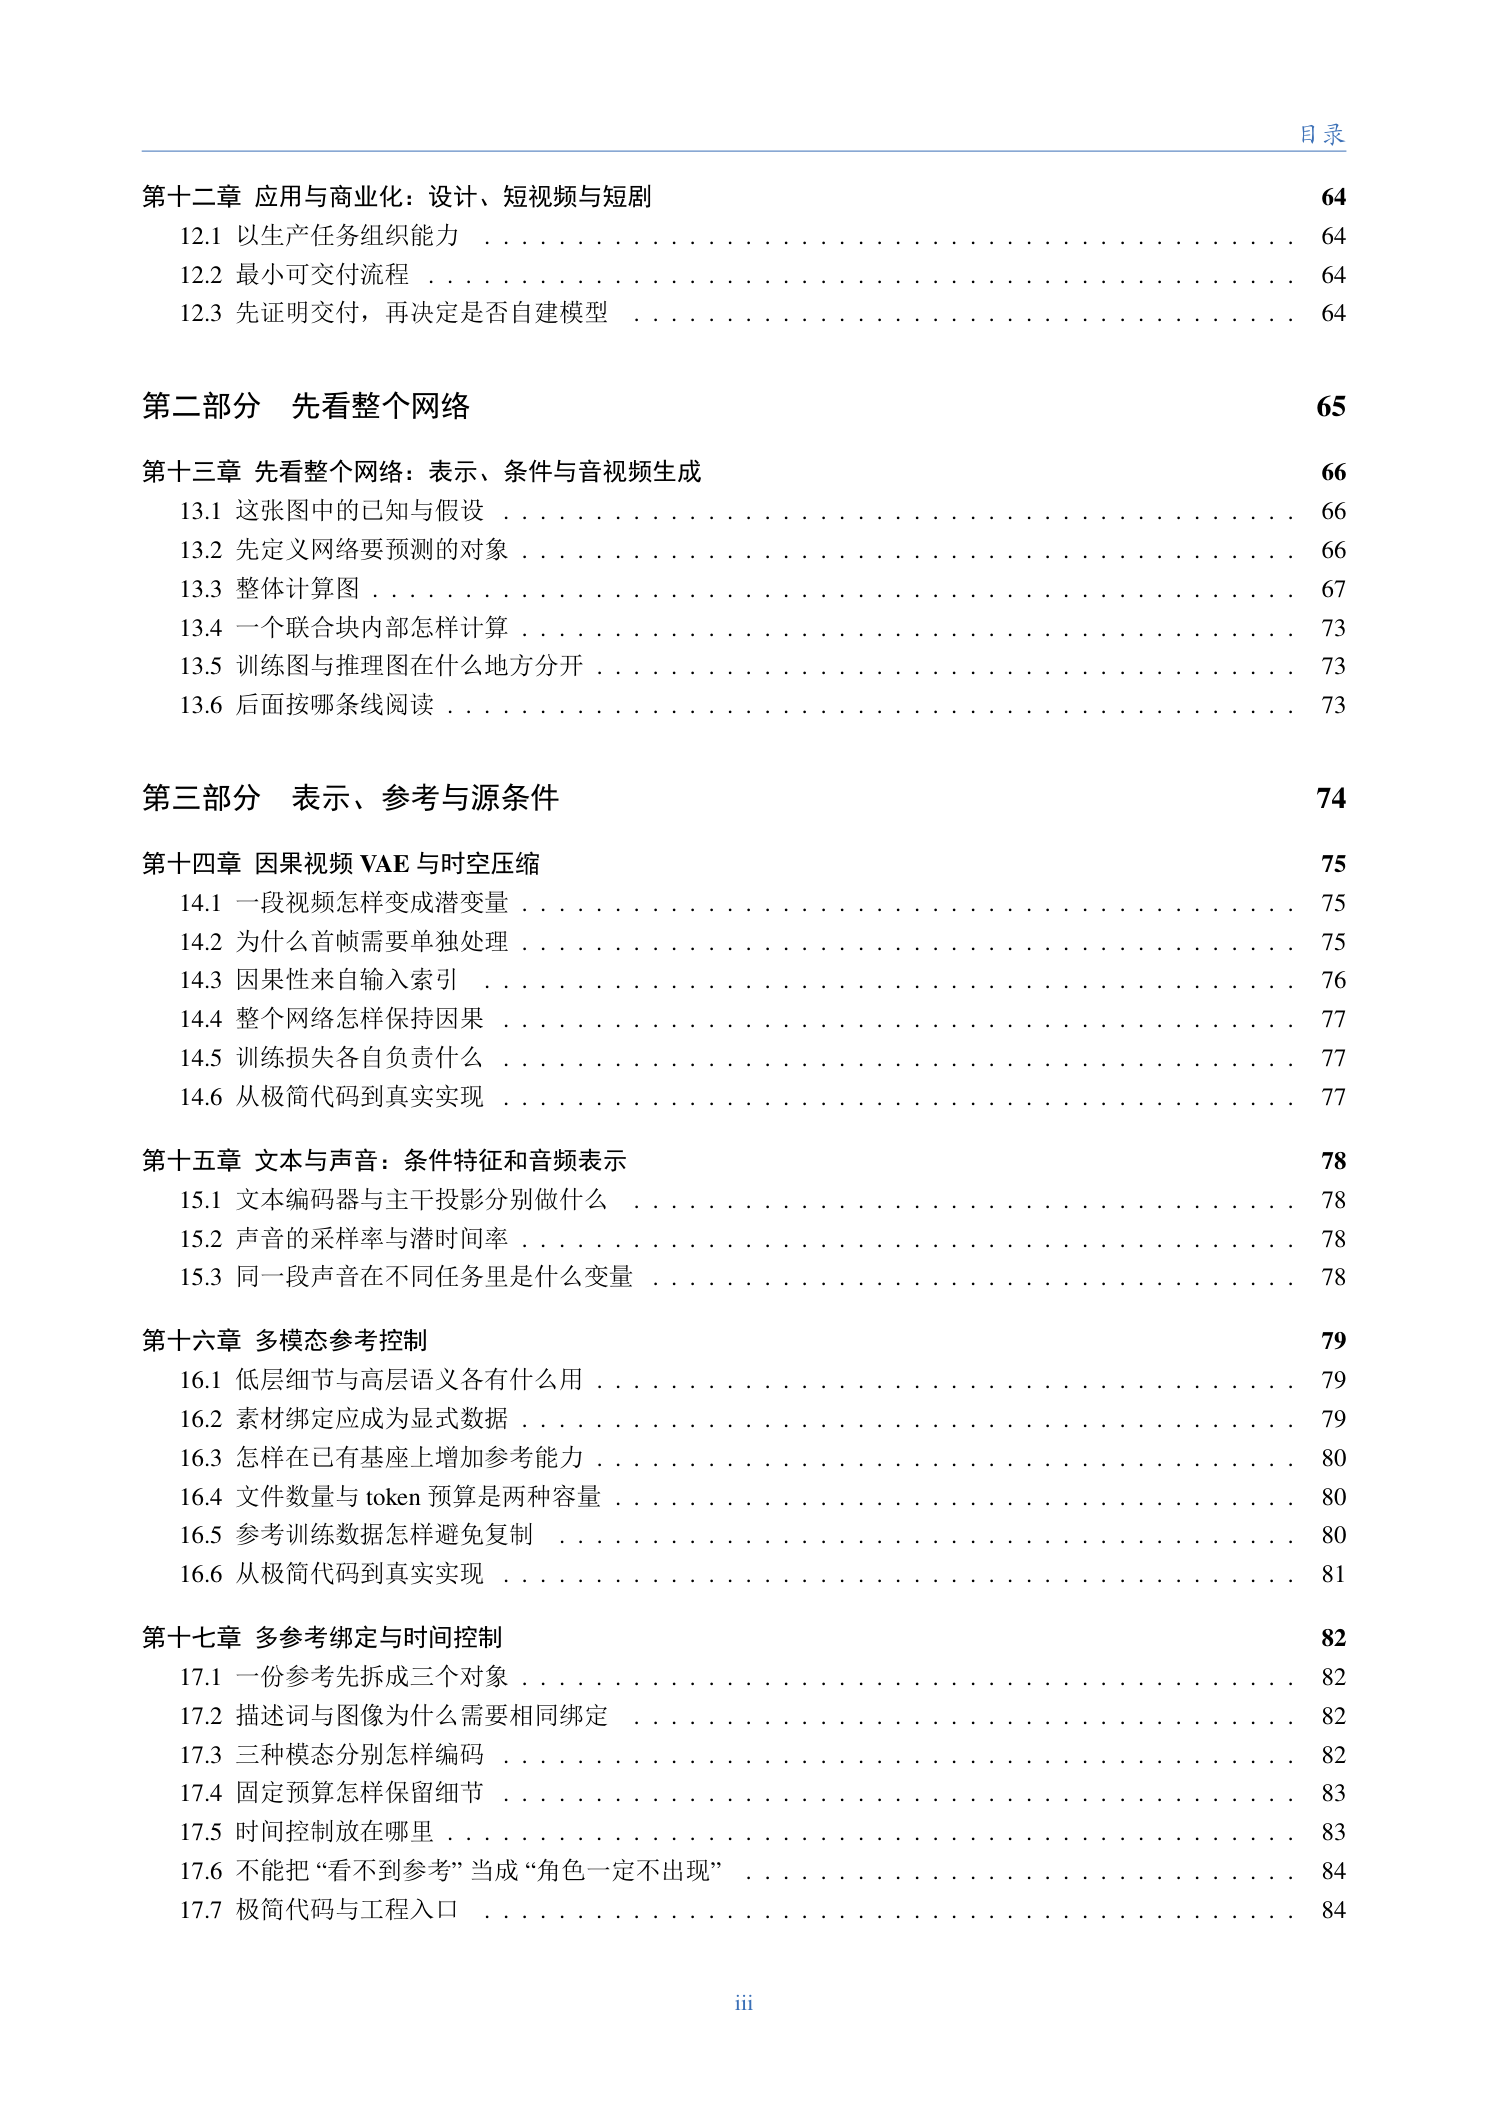 目录
第十二章 应用与商业化：设计、短视频与短剧 64
12.1 以生产任务组织能力 . . . . . . . . . . 64
12.2 最小可交付流程 . . . . . . . . . . 64
12.3 先证明交付，再决定是否自建模型 . . . . . . . . . . 64
第二部分 先看整个网络 65
第十三章 先看整个网络：表示、条件与音视频生成 66
13.1 这张图中的已知与假设 . . . . . . . . . . 66
13.2 先定义网络要预测的对象 . . . . . . . . . . 66
13.3 整体计算图 . . . . . . . . . . 67
13.4 一个联合块内部怎样计算 . . . . . . . . . . 73
13.5 训练图与推理图在什么地方分开 . . . . . . . . . . 73
13.6 后面按哪条线阅读 . . . . . . . . . . 73
第三部分 表示、参考与源条件 74
第十四章 因果视频 VAE 与时空压缩 75
14.1 一段视频怎样变成潜变量 . . . . . . . . . . 75
14.2 为什么首帧需要单独处理 . . . . . . . . . . 75
14.3 因果性来自输入索引 . . . . . . . . . . 76
14.4 整个网络怎样保持因果 . . . . . . . . . . 77
14.5 训练损失各自负责什么 . . . . . . . . . . 77
14.6 从极简代码到真实实现 . . . . . . . . . . 77
第十五章 文本与声音：条件特征和音频表示 78
15.1 文本编码器与主干投影分别做什么 . . . . . . . . . . 78
15.2 声音的采样率与潜时间率 . . . . . . . . . . 78
15.3 同一段声音在不同任务里是什么变量 . . . . . . . . . . 78
第十六章 多模态参考控制 79
16.1 低层细节与高层语义各有什么用 . . . . . . . . . . 79
16.2 素材绑定应成为显式数据 . . . . . . . . . . 79
16.3 怎样在已有基座上增加参考能力 . . . . . . . . . . 80
16.4 文件数量与 token 预算是两种容量 . . . . . . . . . . 80
16.5 参考训练数据怎样避免复制 . . . . . . . . . . 80
16.6 从极简代码到真实实现 . . . . . . . . . . 81
第十七章 多参考绑定与时间控制 82
17.1 一份参考先拆成三个对象 . . . . . . . . . . 82
17.2 描述词与图像为什么需要相同绑定 . . . . . . . . . . 82
17.3 三种模态分别怎样编码 . . . . . . . . . . 82
17.4 固定预算怎样保留细节 . . . . . . . . . . 83
17.5 时间控制放在哪里 . . . . . . . . . . 83
17.6 不能把 “看不到参考” 当成 “角色一定不出现” . . . . . . . . . . 84
17.7 极简代码与工程入口 . . . . . . . . . . 84
iii